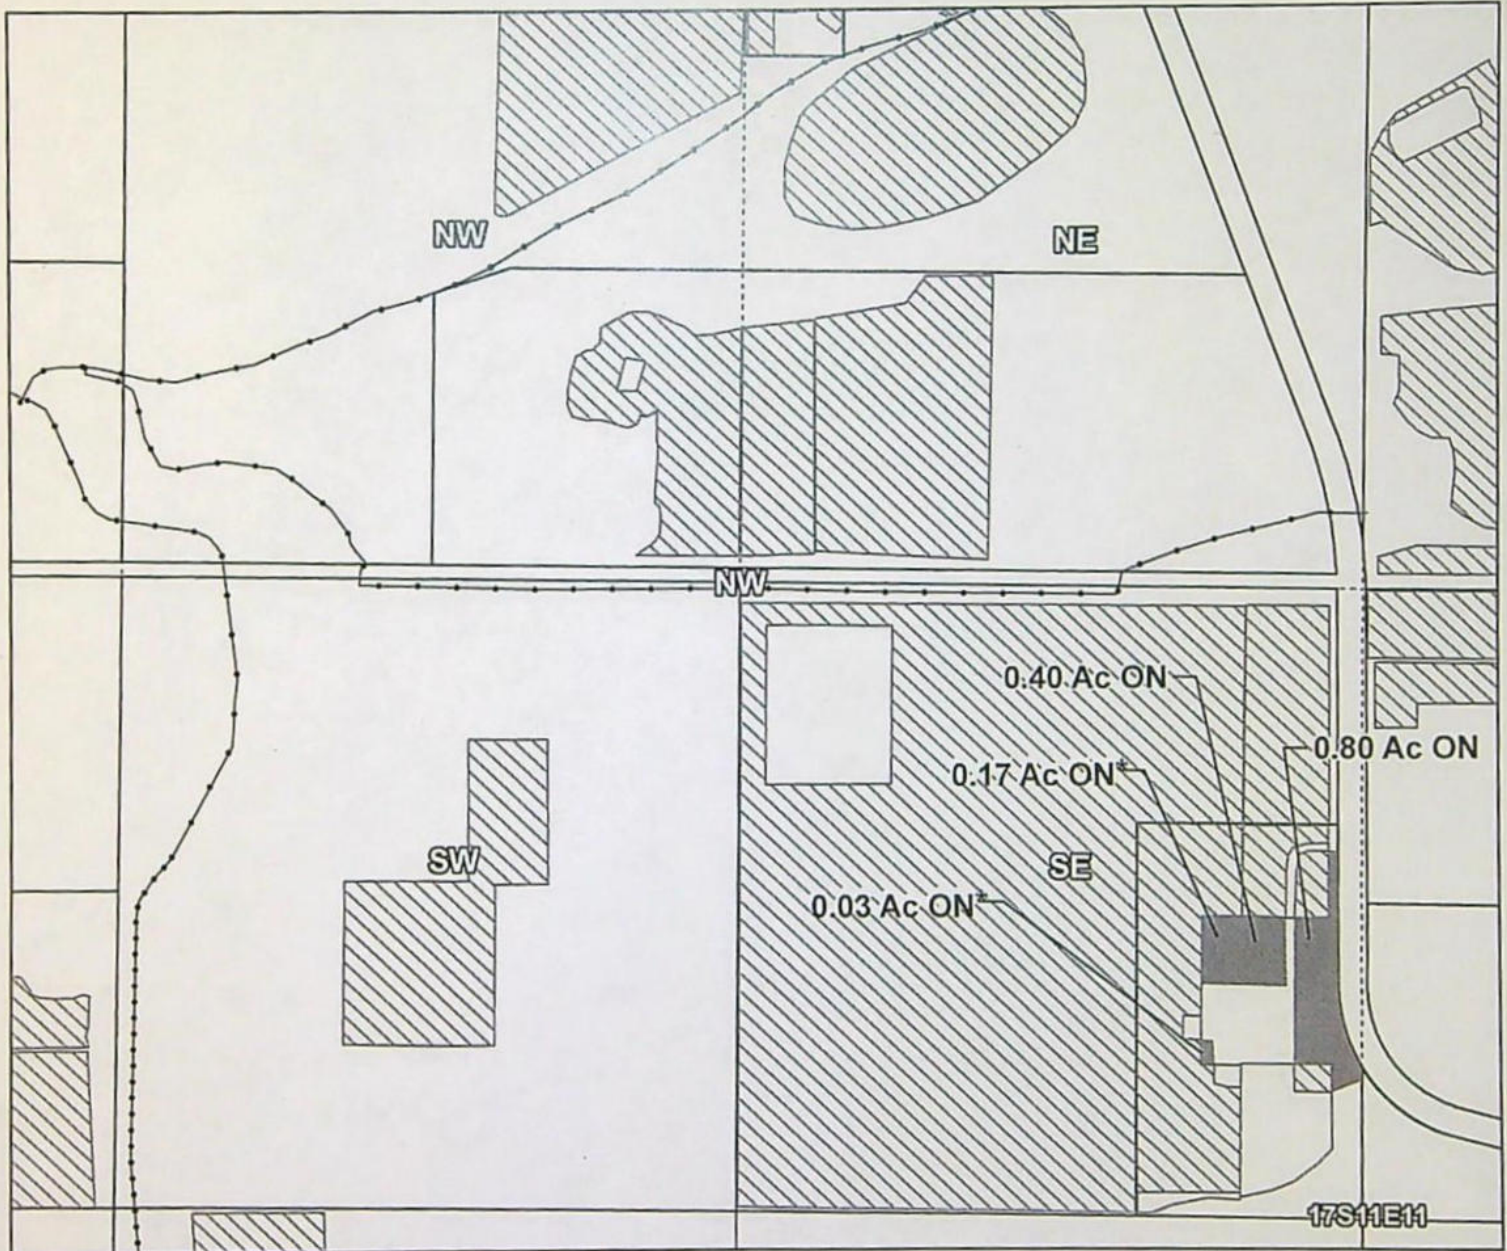 NW
NE
NW
0.40 Ac ON
0.80 Ac ON
0.17 Ac ON*
SW
SE
0.03 Ac ON*
17S11E11